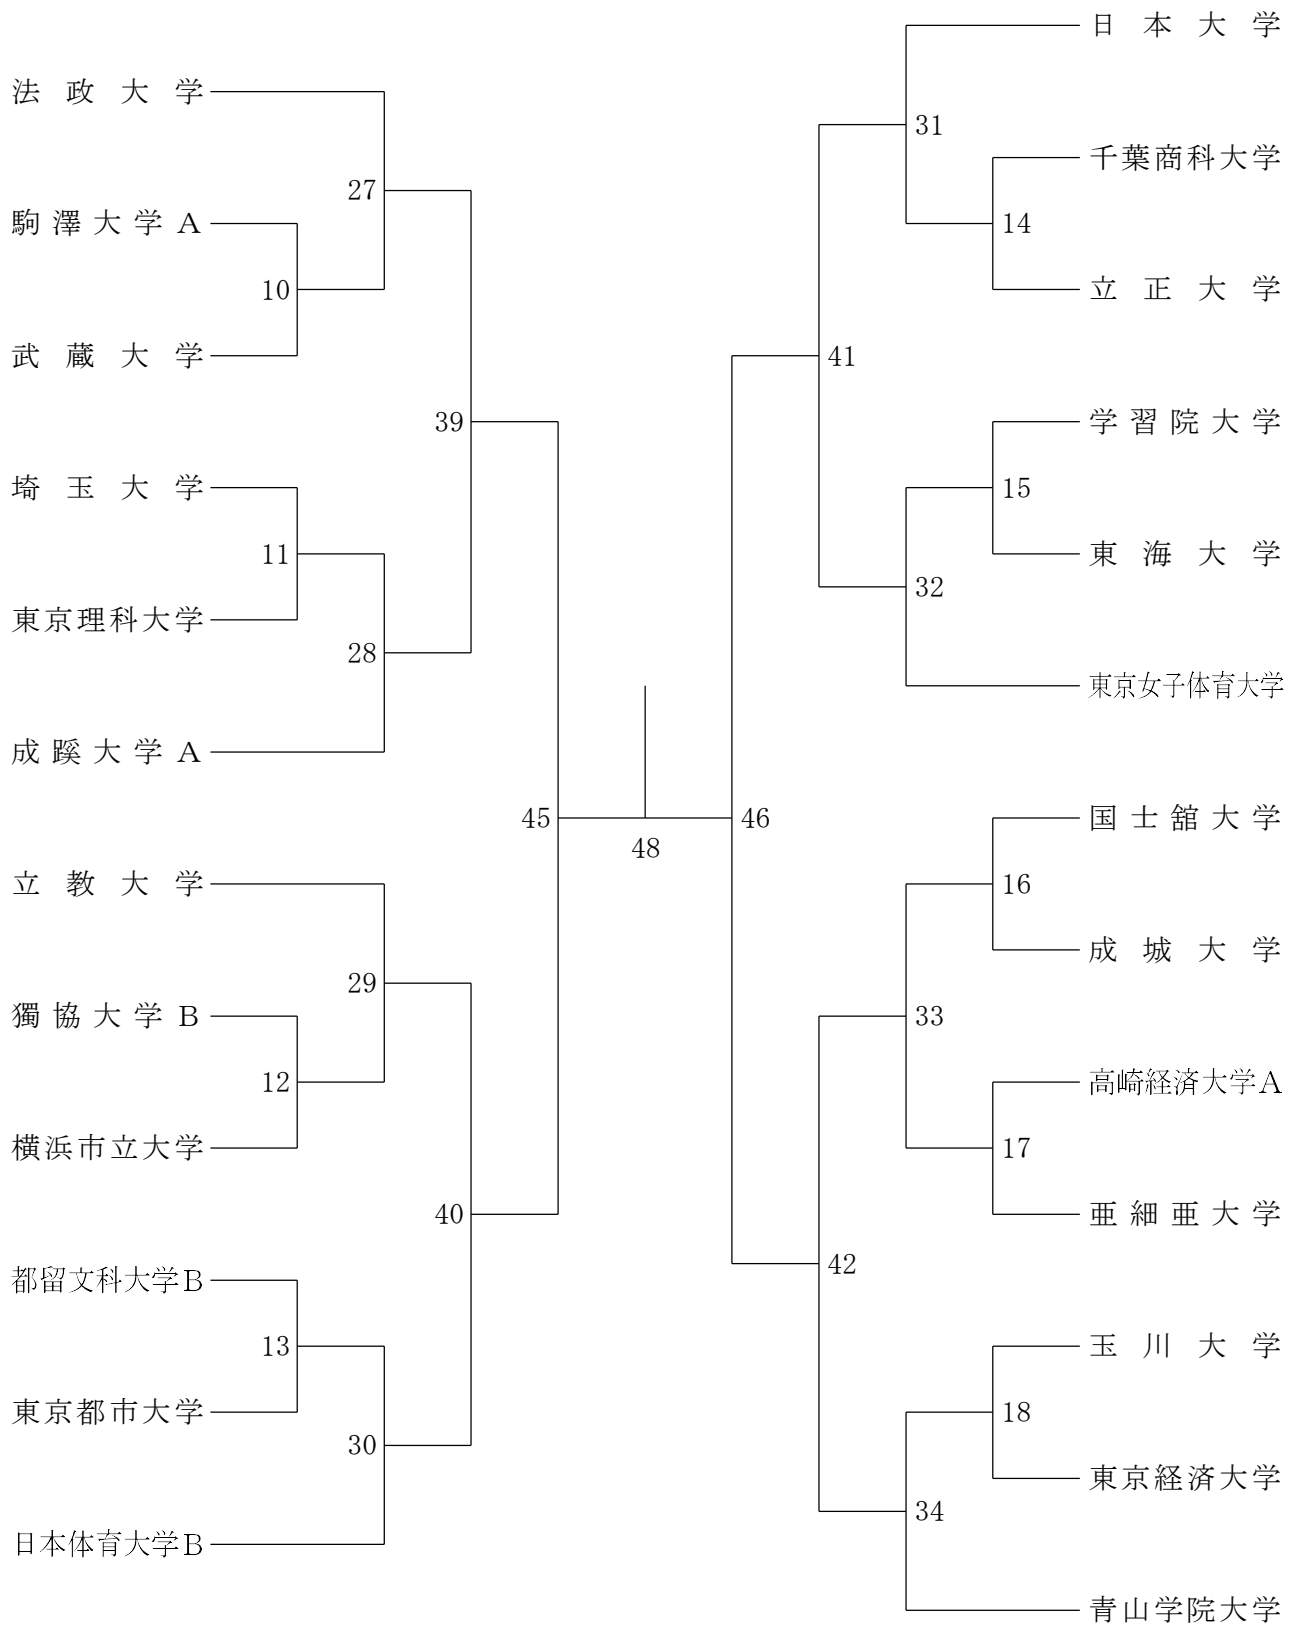 法政大学
27
駒澤大学A
10
武蔵大学
39
埼玉大学
11
東京理科大学
28
成蹊大学A
45
立教大学
29
獨協大学B
12
横浜市立大学
40
都留文科大学B
13
東京都市大学
30
日本体育大学B
48
日本大学
31
千葉商科大学
14
立正大学
41
学習院大学
15
東海大学
32
東京女子体育大学
46
国士舘大学
16
成城大学
33
高崎経済大学A
17
亜細亜大学
42
玉川大学
18
東京経済大学
34
青山学院大学